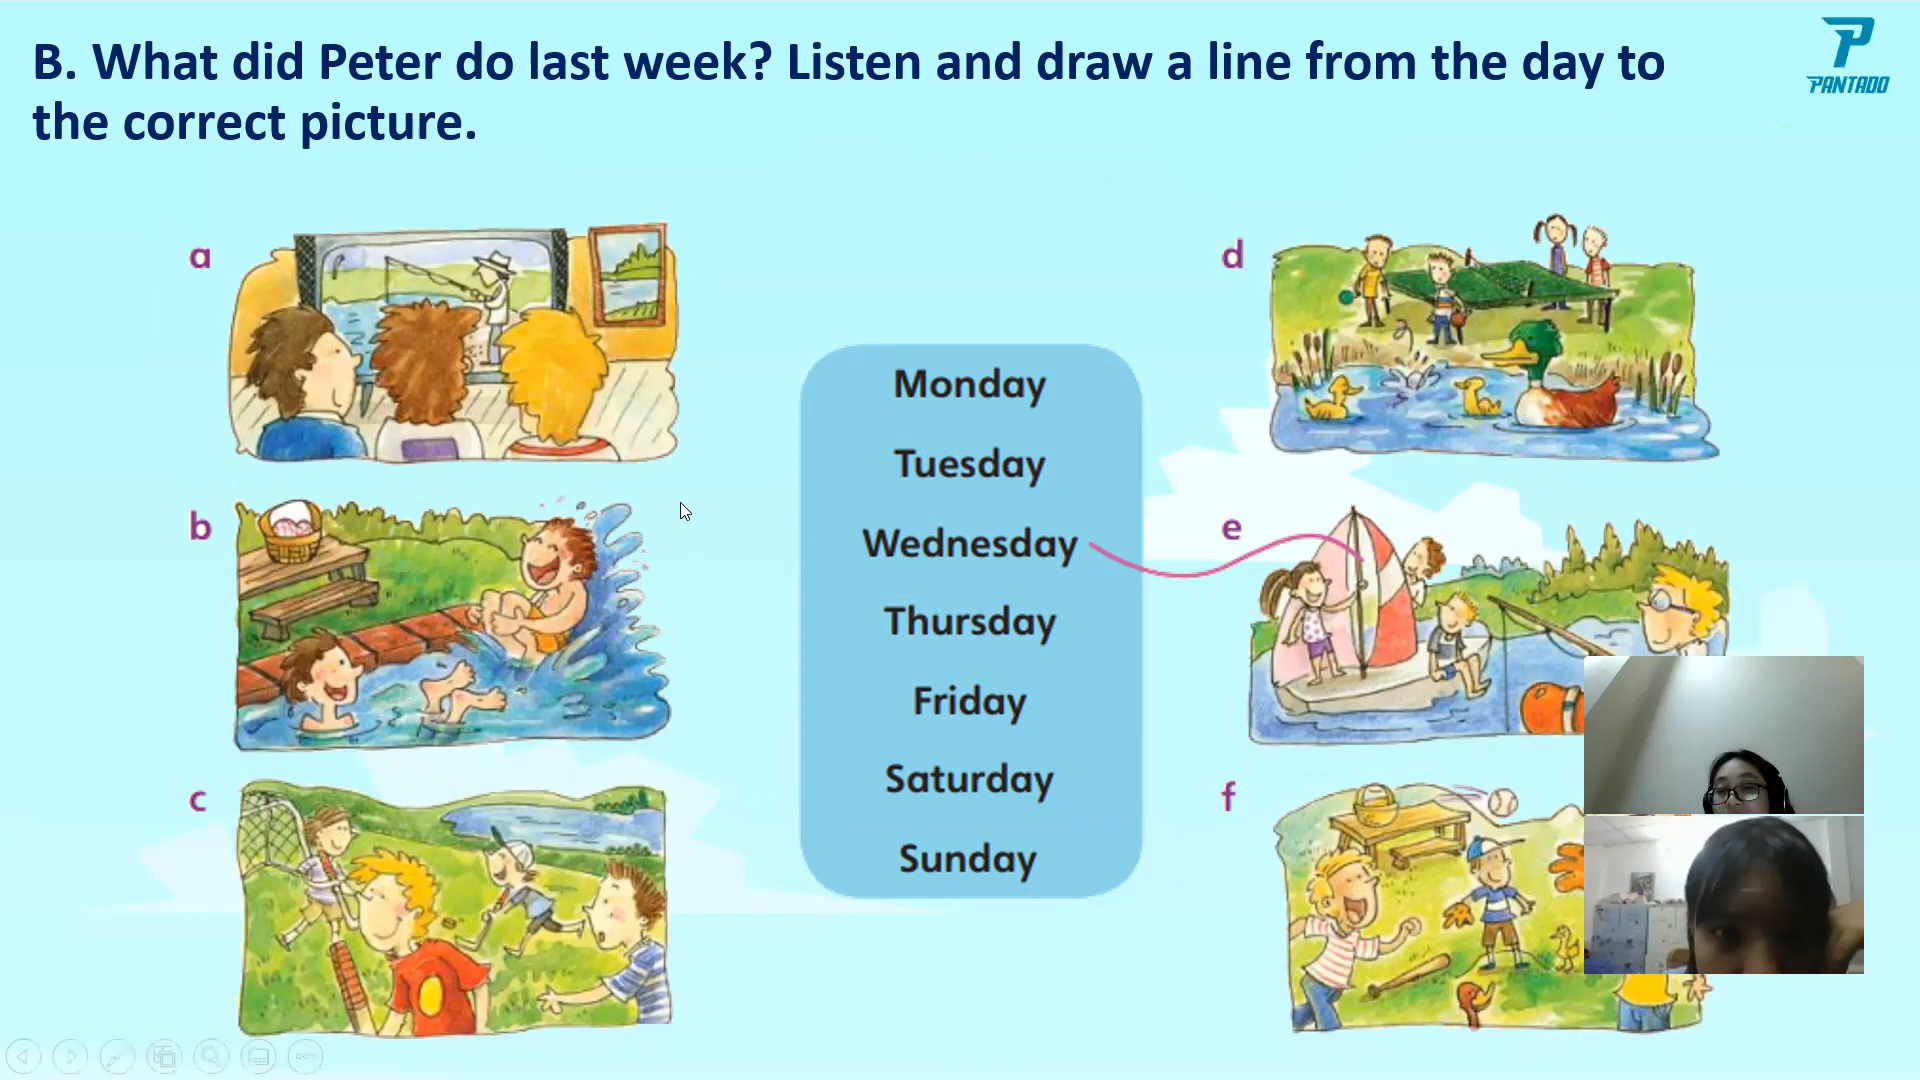 B. What did Peter do last week? Listen and draw a line from the day to
the correct picture.
PANTADO
a
d
Monday
Tuesday
b
Wednesday
e
Thursday
Friday
c
Saturday
f
Sunday